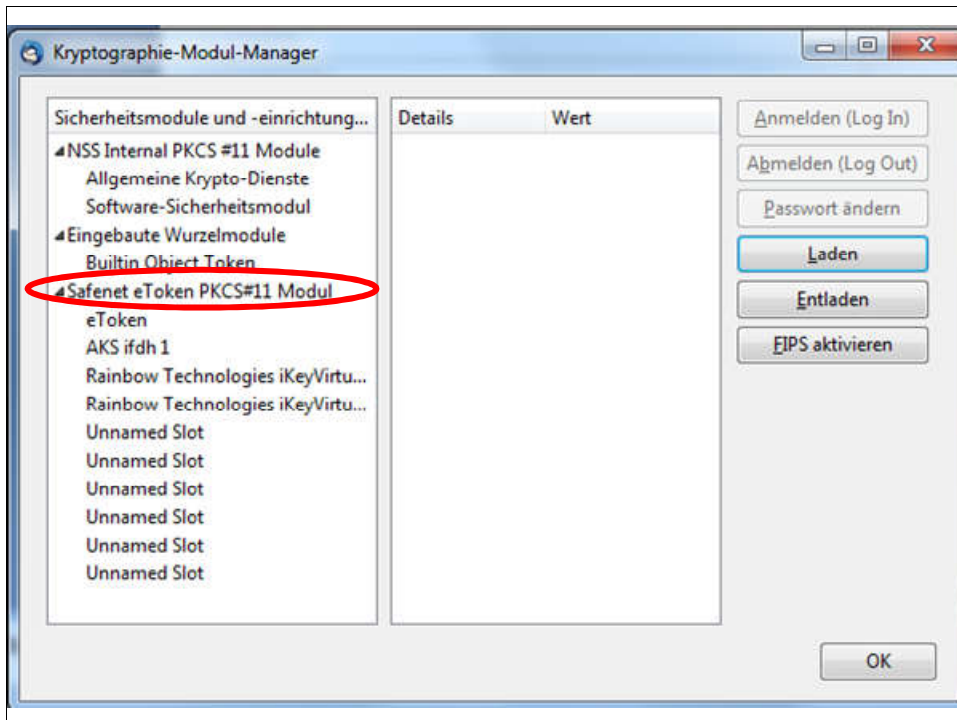 Kryptographie-Modul-Manager
Sicherheitsmodule und -einrichtung...
NSS Internal PKCS #11 Module
Allgemeine Krypto-Dienste
Software-Sicherheitsmodul
Eingebaute Wurzelmodule
Builtin Object Token
Safenet eToken PKCS#11 Modul
eToken
AKS ifdh 1
Rainbow Technologies iKeyVirtu...
Rainbow Technologies iKeyVirtu...
Unnamed Slot
Unnamed Slot
Unnamed Slot
Unnamed Slot
Unnamed Slot
Unnamed Slot
Details Wert
Anmelden (Log In)
Abmelden (Log Out)
Passwort ändern
Laden
Entladen
FIPS aktivieren
OK